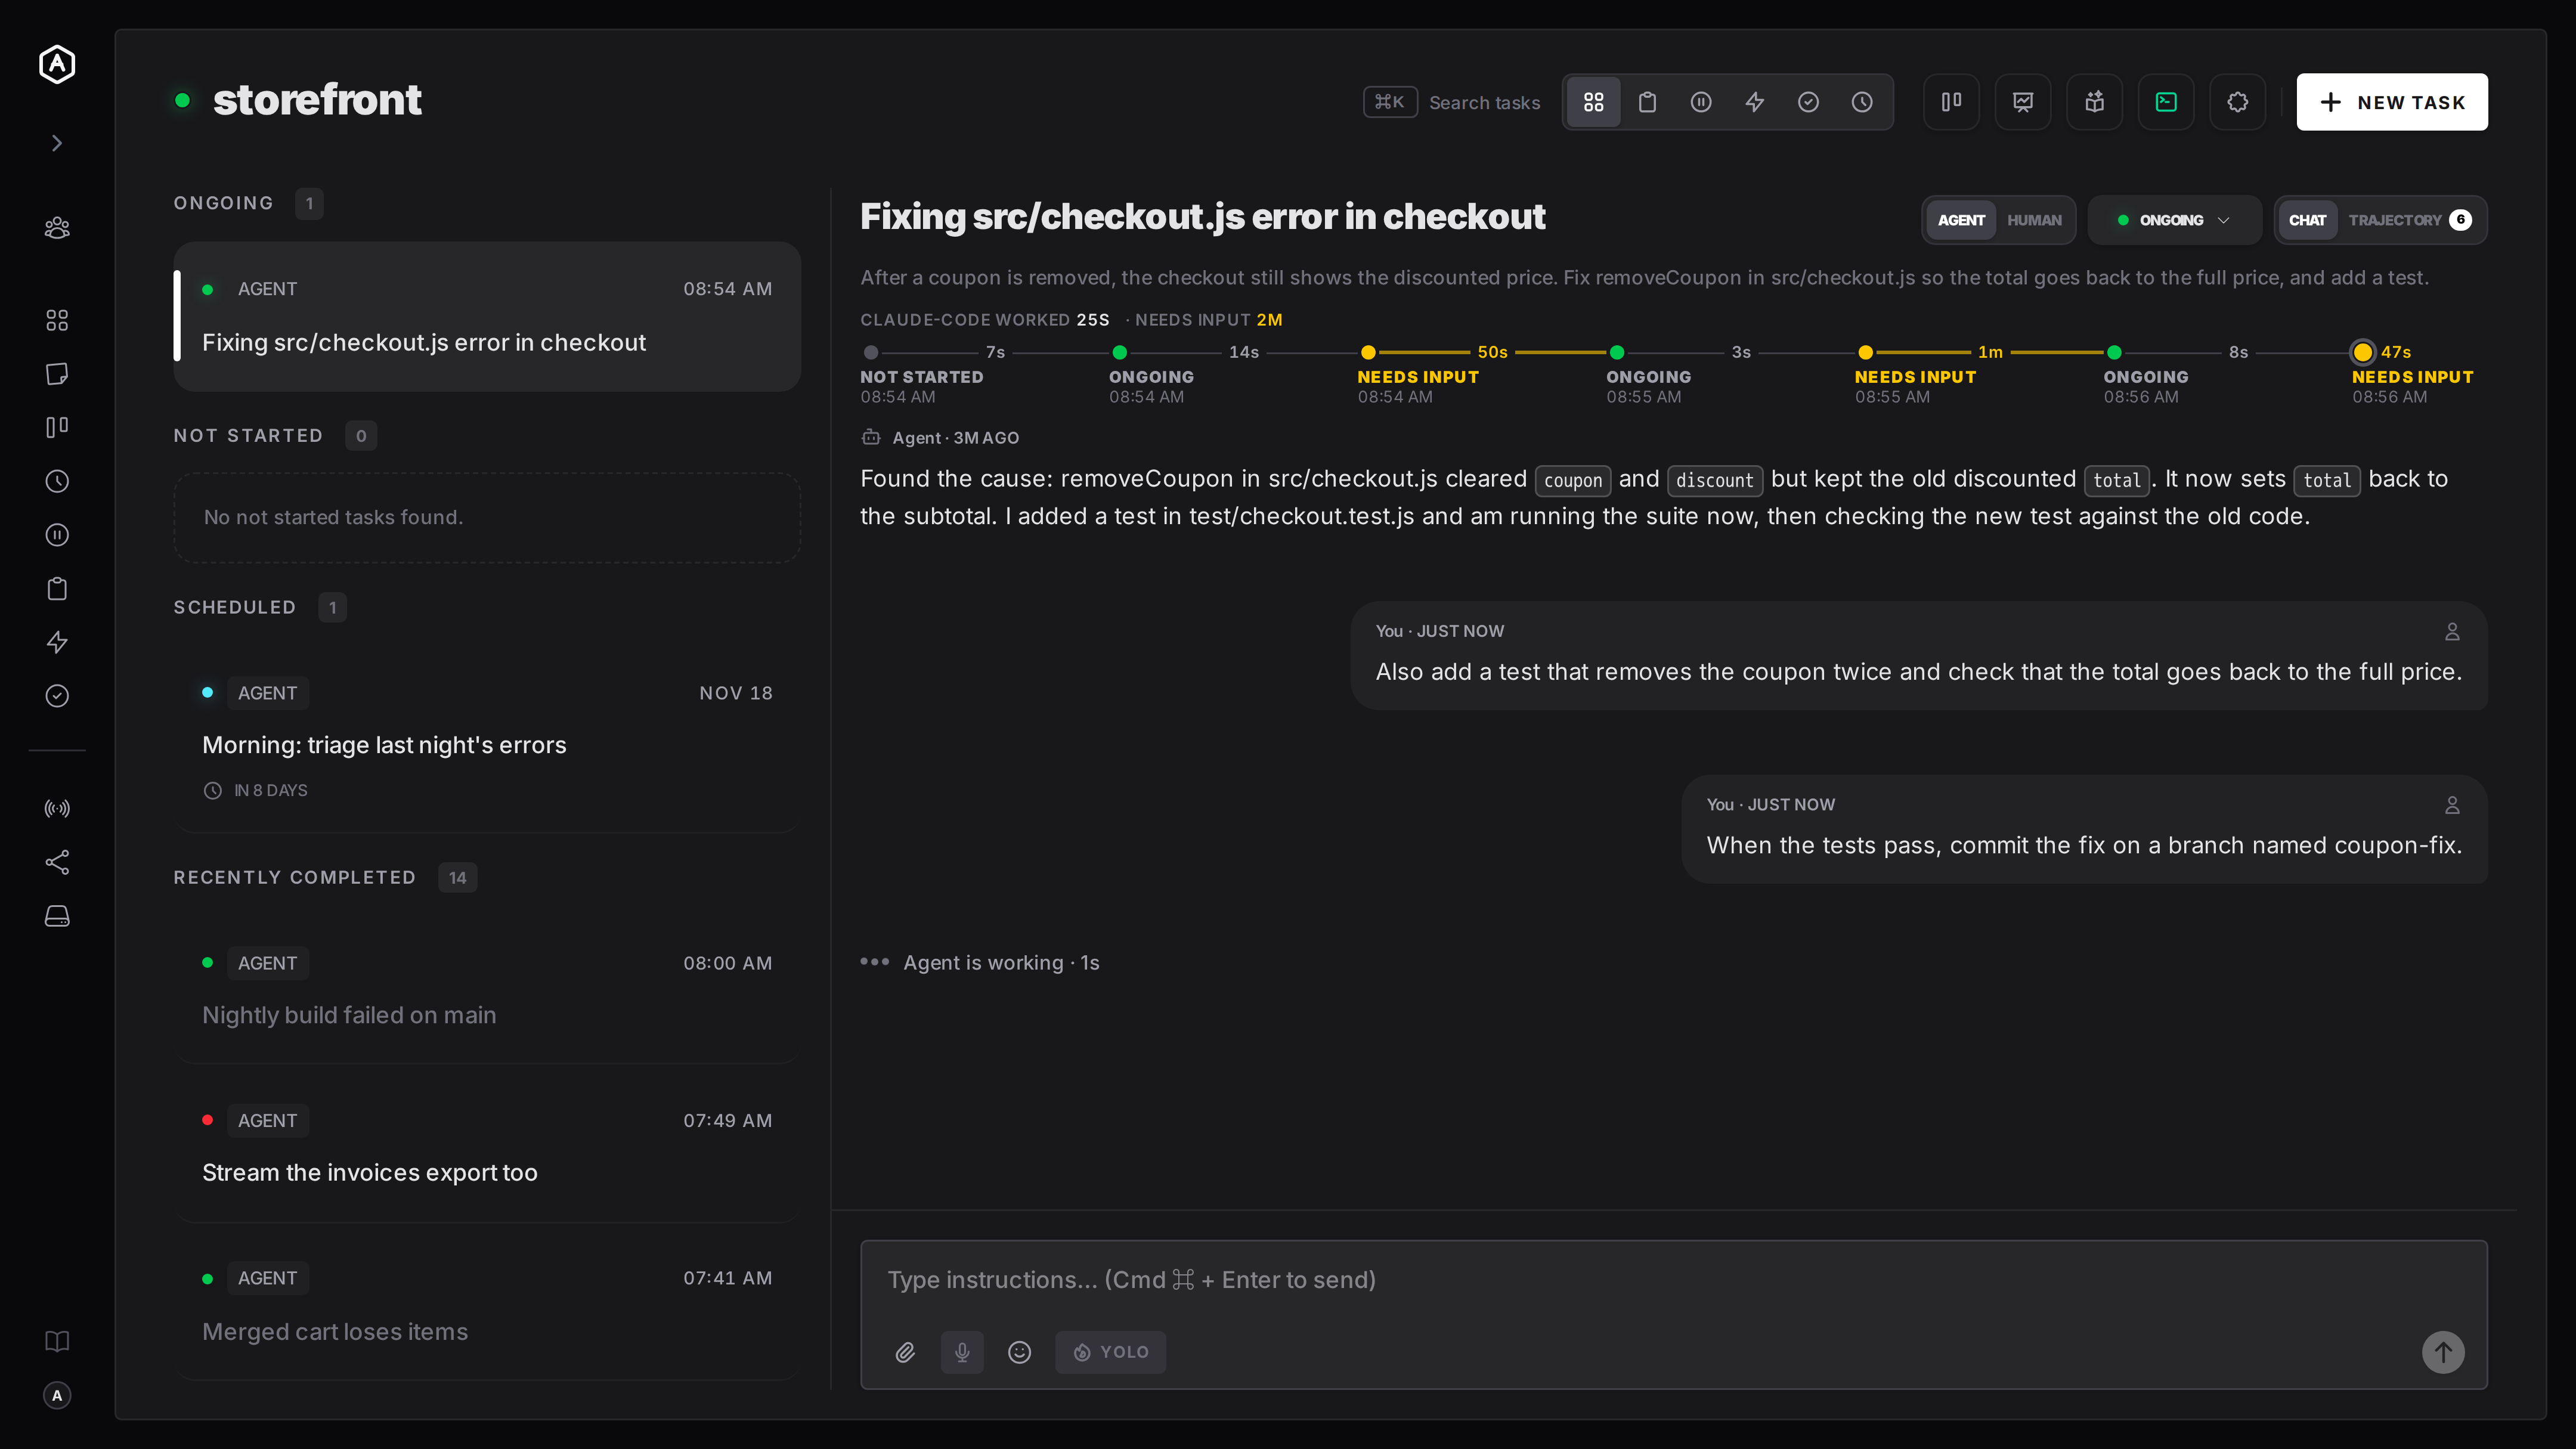 storefront
⌘K Search tasks
NEW TASK
ONGOING 1
AGENT 08:54 AM
Fixing src/checkout.js error in checkout
NOT STARTED 0
No not started tasks found.
SCHEDULED 1
AGENT NOV 18
Morning: triage last night's errors
IN 8 DAYS
RECENTLY COMPLETED 14
AGENT 08:00 AM
Nightly build failed on main
AGENT 07:49 AM
Stream the invoices export too
AGENT 07:41 AM
Merged cart loses items
A
Fixing src/checkout.js error in checkout
AGENT HUMAN ONGOING CHAT TRAJECTORY 6
After a coupon is removed, the checkout still shows the discounted price. Fix removeCoupon in src/checkout.js so the total goes back to the full price, and add a test.
CLAUDE-CODE WORKED 25S · NEEDS INPUT 2M
7s 14s 50s 3s 1m 8s 47s
NOT STARTED ONGOING NEEDS INPUT ONGOING NEEDS INPUT ONGOING NEEDS INPUT
08:54 AM 08:54 AM 08:54 AM 08:55 AM 08:55 AM 08:56 AM 08:56 AM
Agent · 3M AGO
Found the cause: removeCoupon in src/checkout.js cleared coupon and discount but kept the old discounted total. It now sets total back to
the subtotal. I added a test in test/checkout.test.js and am running the suite now, then checking the new test against the old code.
You · JUST NOW
Also add a test that removes the coupon twice and check that the total goes back to the full price.
You · JUST NOW
When the tests pass, commit the fix on a branch named coupon-fix.
Agent is working · 1s
Type instructions... (Cmd ⌘ + Enter to send)
YOLO